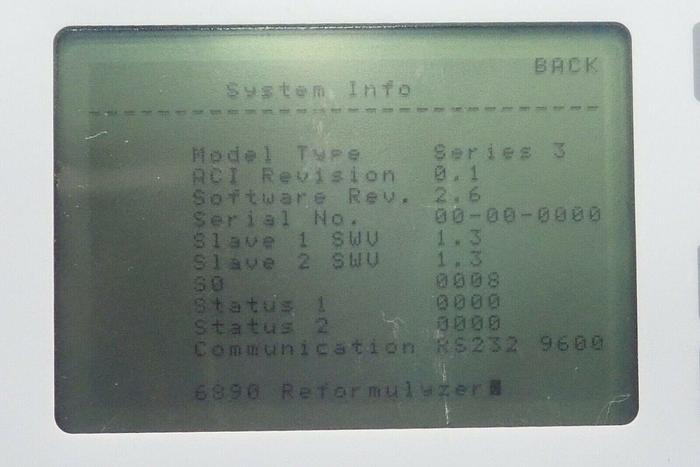 BACK
System Info
Model Type Series 3
ACI Revision 0.1
Software Rev. 2.6
Serial No. 00-00-0000
Slave 1 SWV 1.3
Slave 2 SWV 1.3
S0 0008
Status 1 0000
Status 2 0000
Communication RS232 9600
6890 Reformulyzer